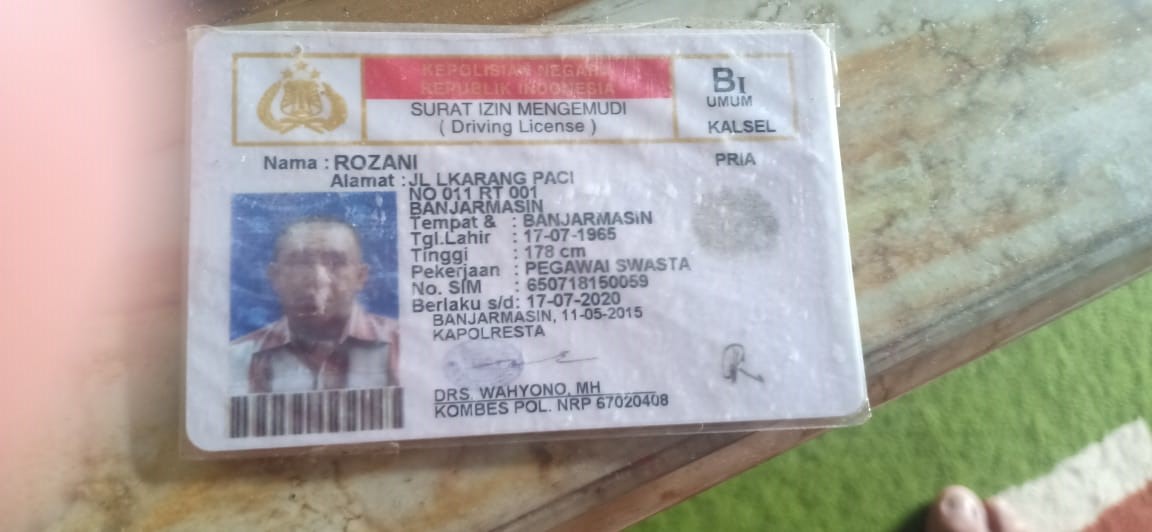 KEPOLISIAN NEGARA
REPUBLIK INDONESIA
SURAT IZIN MENGEMUDI
( Driving License )
BI
UMUM
KALSEL
Nama : ROZANI
PRIA
Alamat : JL LKARANG PACI
NO 011 RT 001
BANJARMASIN
Tempat & : BANJARMASIN
Tgl.Lahir : 17-07-1965
Tinggi : 178 cm
Pekerjaan : PEGAWAI SWASTA
No. SIM : 650718150059
Berlaku s/d: 17-07-2020
BANJARMASIN, 11-05-2015
KAPOLRESTA
DRS. WAHYONO, MH
KOMBES POL. NRP 67020408